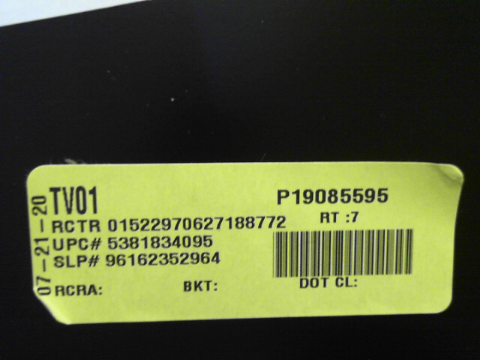 07-21-20
TV01
P19085595
RCTR 01522970627188772
RT :7
UPC# 5381834095
SLP# 96162352964
RCRA:
BKT:
DOT CL: